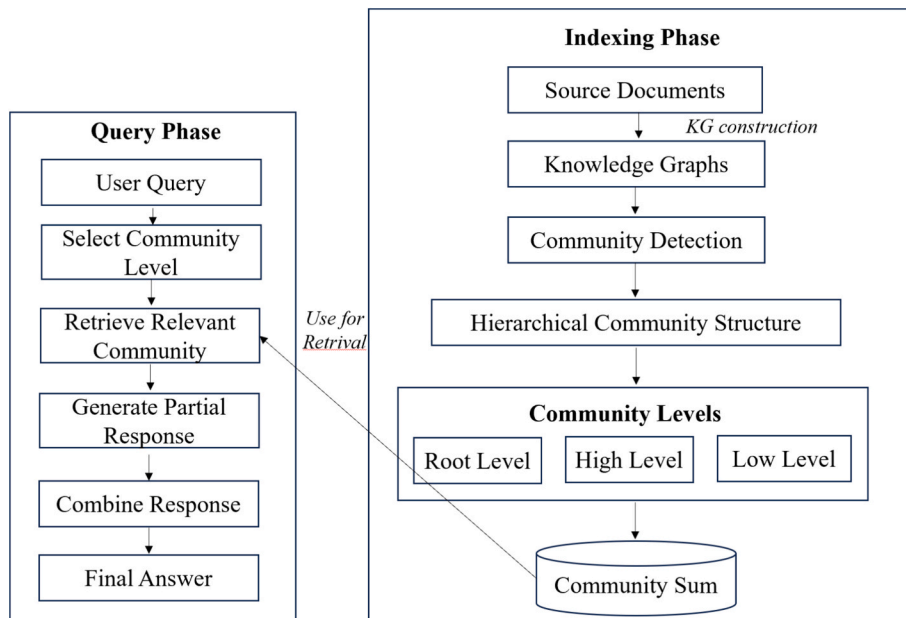 Query Phase
User Query
Select Community
Level
Retrieve Relevant
Community
Generate Partial
Response
Combine Response
Final Answer
Use for
Retrival
Indexing Phase
Source Documents
KG construction
Knowledge Graphs
Community Detection
Hierarchical Community Structure
Community Levels
Root Level
High Level
Low Level
Community Sum